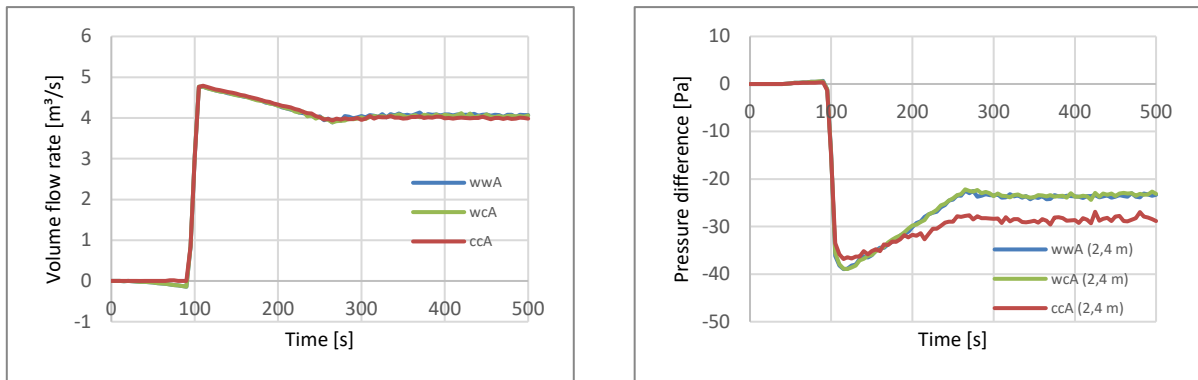 6
5
4
3
2
1
0
-1
0
100
200
300
400
500
Volume flow rate [m³/s]
Time [s]
wwA
wcA
ccA
10
0
-10
-20
-30
-40
-50
0
100
200
300
400
500
Pressure difference [Pa]
Time [s]
wwA (2,4 m)
wcA (2,4 m)
ccA (2,4 m)